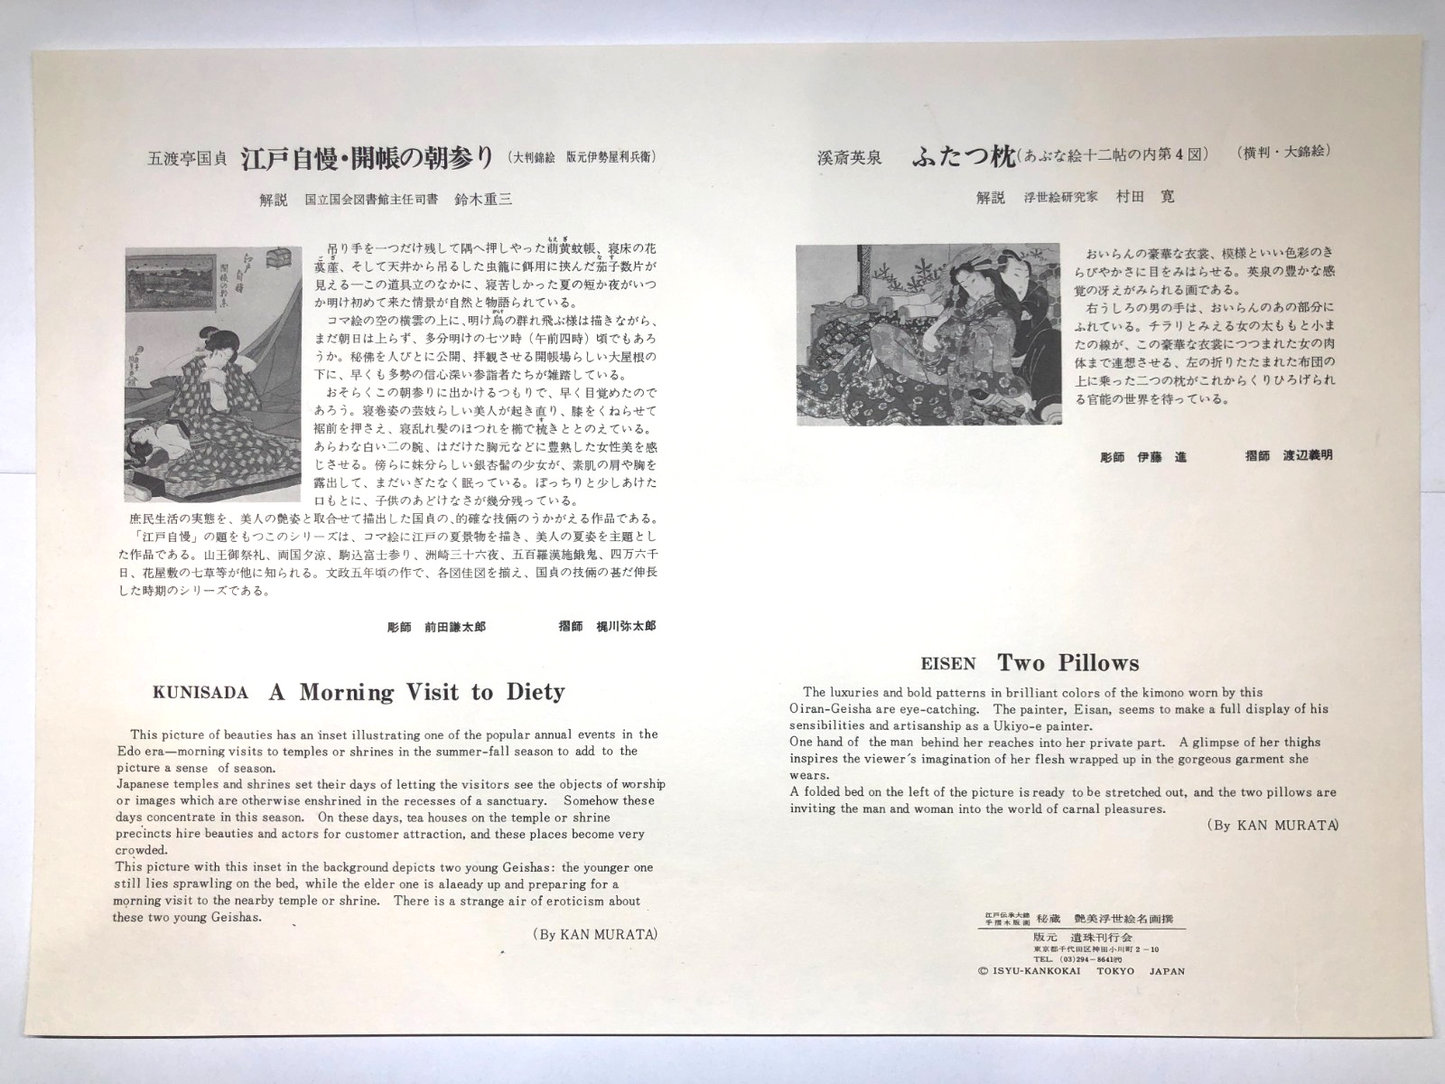 五渡亭国貞 江戸自慢・開帳の朝参り (大判錦絵 版元伊勢屋利兵衛)
解説 国立国会図書館主任司書 鈴木重三
吊り手を一つだけ残して隅へ押しやった萌黄蚊帳、寝床の花
茣蓙、そして天井から吊るした虫籠に餌用に挟んだ茄子数片が
見える―この道具立のなかに、寝苦しかった夏の短か夜がいつ
か明け初めて来た情景が自然と物語られている。
コマ絵の空の横雲の上に、明け烏の群れ飛ぶ様は描きながら、
まだ朝日は上らず、多分明けの七ツ時(午前四時)頃でもあろ
うか。秘佛を人びとに公開、拝観させる開帳場らしい大屋根の
下に、早くも多勢の信心深い参詣者たちが雑踏している。
おそらくこの朝参りに出かけるつもりで、早く目覚めたので
あろう。寝巻姿の芸妓らしい美人が起き直り、膝をくねらせて
裾前を押さえ、寝乱れ髪のほつれを櫛で梳きととのえている。
あらわな白い二の腕、はだけた胸元などに豊熟した女性美を感
じさせる。傍らに妹分らしい銀杏髷の少女が、素肌の肩や胸を
露出して、まだいぎたなく眠っている。ぽっちりと少しあけた
口もとに、子供のあどけなさが幾分残っている。
庶民生活の実態を、美人の艶姿と取合せて描出した国貞の、的確な技倆のうかがえる作品である。
「江戸自慢」の題をもつこのシリーズは、コマ絵に江戸の夏景物を描き、美人の夏姿を主題とし
た作品である。山王御祭礼、両国夕涼、駒込富士参り、洲崎三十六夜、五百羅漢施餓鬼、四万六千
日、花屋敷の七草等が他に知られる。文政五年頃の作で、各図佳図を揃え、国貞の技倆の甚だ伸長
した時期のシリーズである。
彫師 前田謙太郎 摺師 梶川弥太郎
KUNISADA A Morning Visit to Diety
This picture of beauties has an inset illustrating one of the popular annual events in the
Edo era—morning visits to temples or shrines in the summer-fall season to add to the
picture a sense of season.
Japanese temples and shrines set their days of letting the visitors see the objects of worship
or images which are otherwise enshrined in the recesses of a sanctuary. Somehow these
days concentrate in this season. On these days, tea houses on the temple or shrine
precincts hire beauties and actors for customer attraction, and these places become very
crowded.
This picture with this inset in the background depicts two young Geishas: the younger one
still lies sprawling on the bed, while the elder one is alaeady up and preparing for a
morning visit to the nearby temple or shrine. There is a strange air of eroticism about
these two young Geishas.
(By KAN MURATA)
溪斎英泉 ふたつ枕(あぶな絵十二帖の内第4図) (横判・大錦絵)
解説 浮世絵研究家 村田 寛
おいらんの豪華な衣裳、模様といい色彩のき
らびやかさに目をみはらせる。英泉の豊かな感
覚の冴えがみられる画である。
右うしろの男の手は、おいらんのあの部分に
ふれている。チラリとみえる女の太ももと小ま
たの線が、この豪華な衣裳につつまれた女の肉
体まで連想させる、左の折りたたまれた布団の
上に乗った二つの枕がこれからくりひろげられ
る官能の世界を待っている。
彫師 伊藤 進 摺師 渡辺義明
EISEN Two Pillows
The luxuries and bold patterns in brilliant colors of the kimono worn by this
Oiran-Geisha are eye-catching. The painter, Eisan, seems to make a full display of his
sensibilities and artisanship as a Ukiyo-e painter.
One hand of the man behind her reaches into her private part. A glimpse of her thighs
inspires the viewer's imagination of her flesh wrapped up in the gorgeous garment she
wears.
A folded bed on the left of the picture is ready to be stretched out, and the two pillows are
inviting the man and woman into the world of carnal pleasures.
(By KAN MURATA)
江戸伝承大錦
手摺木版画 秘蔵 艶美浮世絵名画撰
版元 遺珠刊行会
東京都千代田区神田小川町2-10
TEL. (03)294-8641㈹
© ISYU-KANKOKAI TOKYO JAPAN